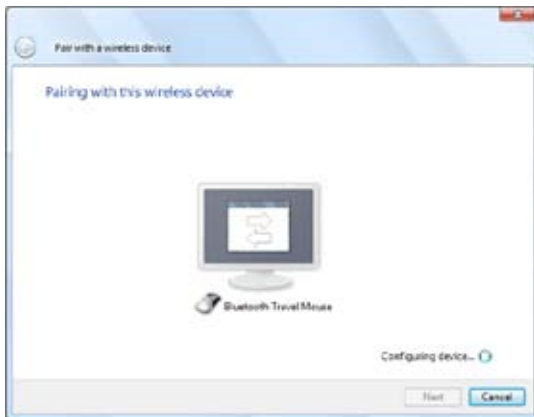 Pair with a wireless device
Pairing with this wireless device
Bluetooth Travel Mouse
Configuring device...
Next
Cancel